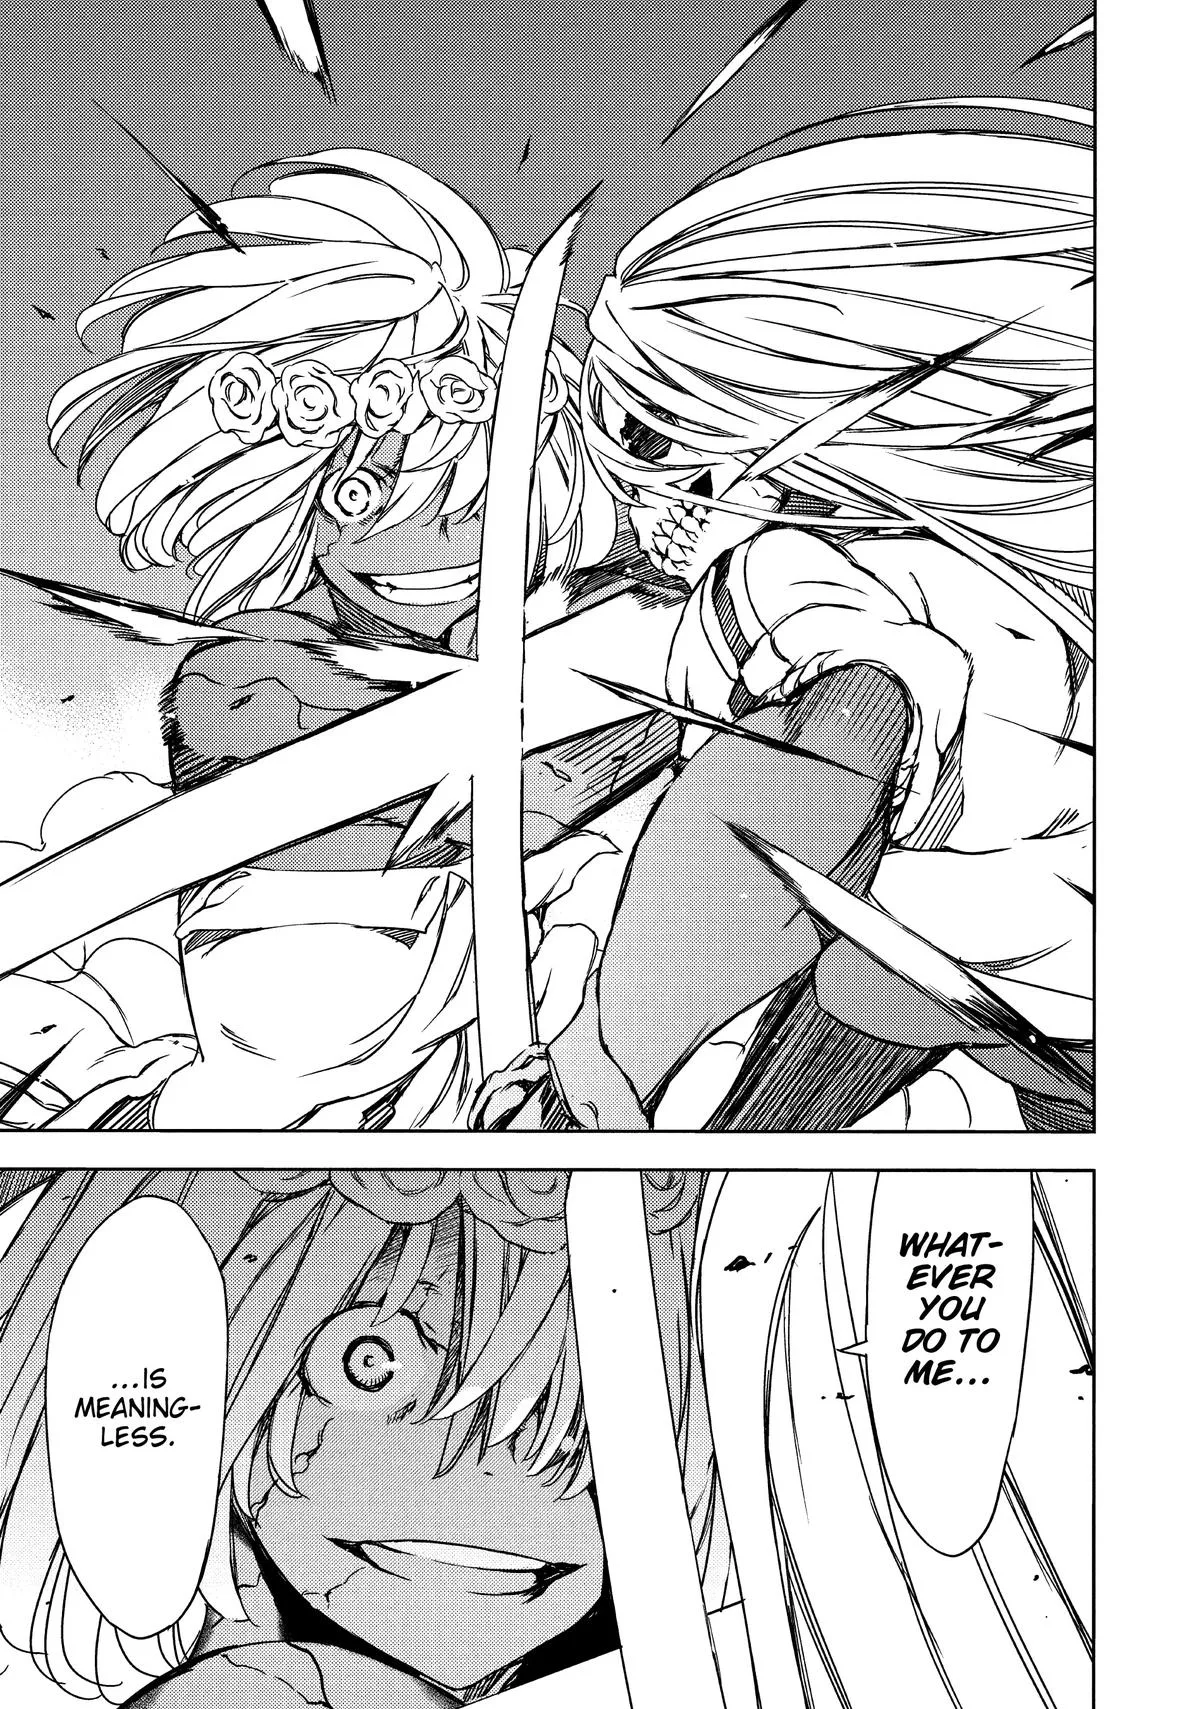 WHAT-
EVER
YOU
DO TO
ME...
...IS
MEANING-
LESS.